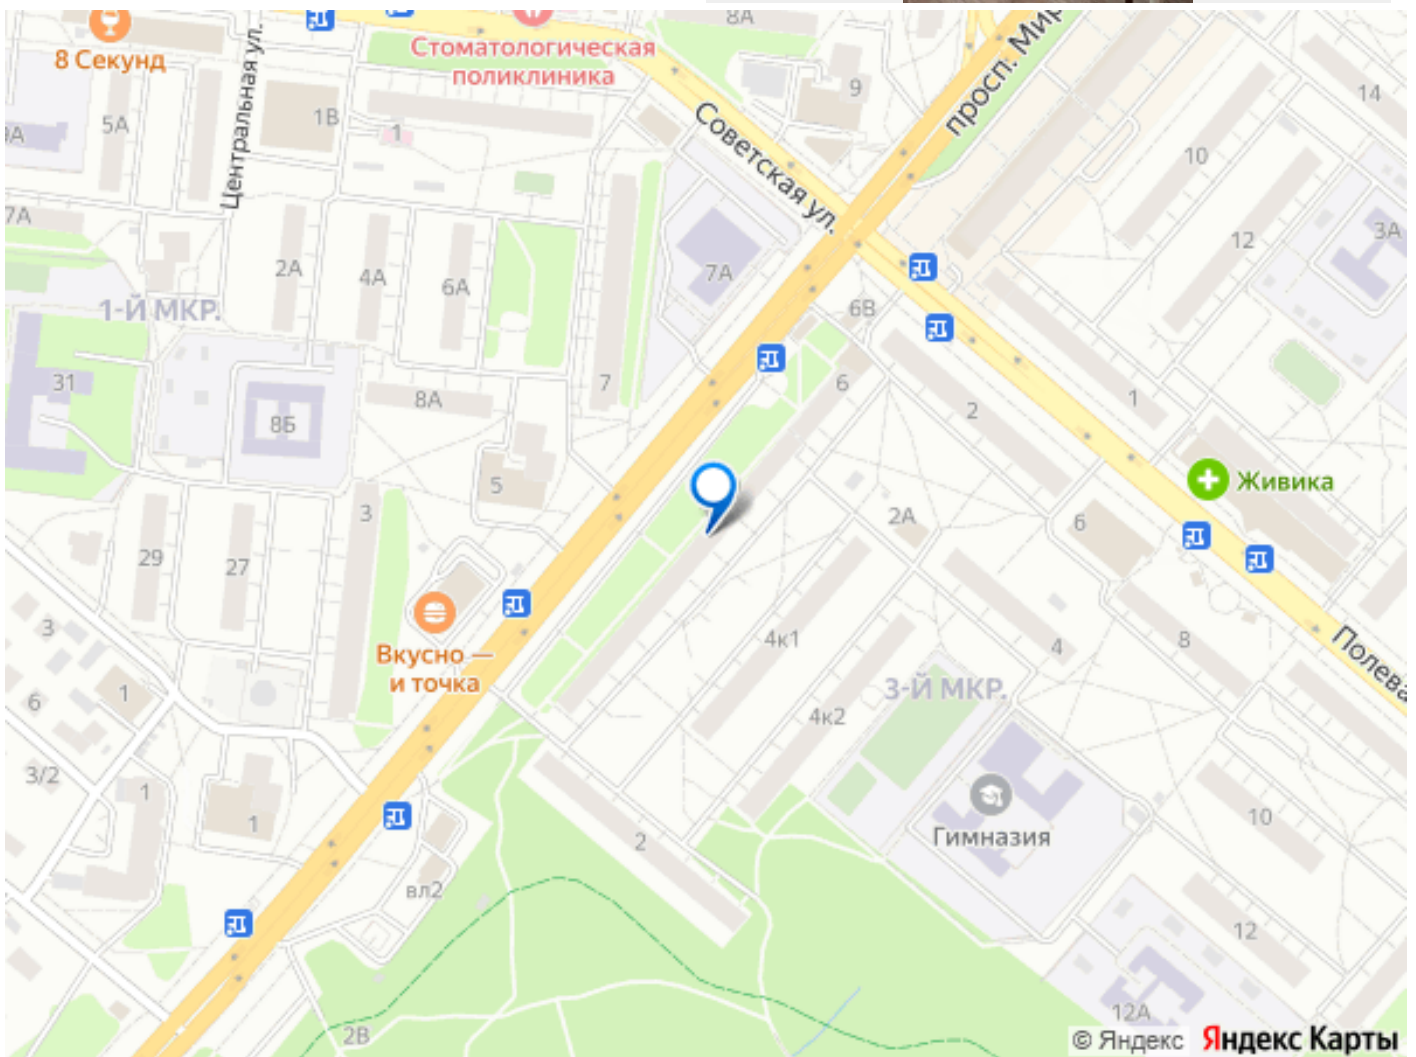 8А
8 Секунд
Стоматологическая
поликлиника
просп. Мир
14
9
1В
Центральная ул.
5А
9А
1
Советская ул.
10
7А
12
3А
2А
4А
6А
7А
1-Й МКР.
6В
31
8А
7
6
2
1
8Б
5
3
Живика
2А
6
29
27
3
4к1
4
8
Вкусно —
и точка
Полева
1
6
3-Й МКР.
4к2
3/2
1
1
2
10
Гимназия
вл2
12
12А
2В
© Яндекс Яндекс Карты